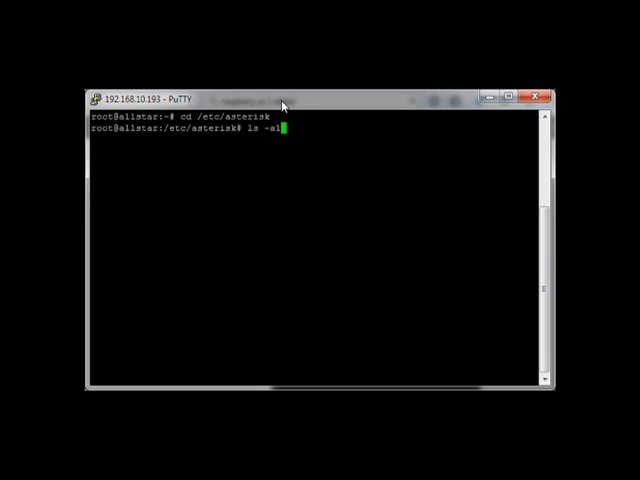 192.168.10.193 - PuTTY
root@allstar:~# cd /etc/asterisk
root@allstar:/etc/asterisk# ls -al